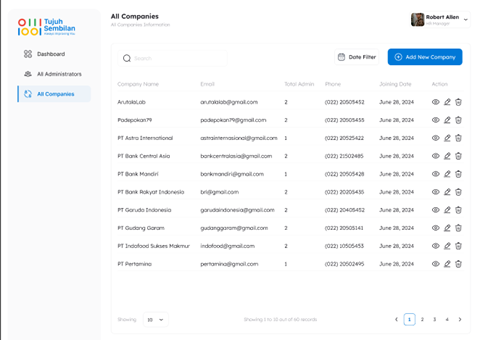 Tujuh
Sembilan
All Companies
All Companies Information
Robert Allen
HR Manager
Dashboard
All Administrators
All Companies
Search
Date Filter
Add New Company
Company Name Email Total Admin Phone Joining Date Action
ArutalaLab arutalalab@gmail.com 2 (022) 20503452 June 28, 2024
Padepokan79 padepokan79@gmail.com 2 (022) 20503435 June 28, 2024
PT Astra International astrainternasional@gmail.com 1 (022) 20525422 June 28, 2024
PT Bank Central Asia bankcentralasia@gmail.com 2 (022) 21502485 June 28, 2024
PT Bank Mandiri bankmandiri@gmail.com 1 (022) 20503428 June 28, 2024
PT Bank Rakyat Indonesia bri@gmail.com 2 (022) 20203435 June 28, 2024
PT Garuda Indonesia garudaindonesia@gmail.com 2 (022) 20405452 June 28, 2024
PT Gudang Garam gudanggaram@gmail.com 2 (022) 20503141 June 28, 2024
PT Indofood Sukses Makmur indofood@gmail.com 2 (022) 10503453 June 28, 2024
PT Pertamina pertamina@gmail.com 1 (022) 20502495 June 28, 2024
Showing 10 Showing 1 to 10 out of 60 records 1 2 3 4